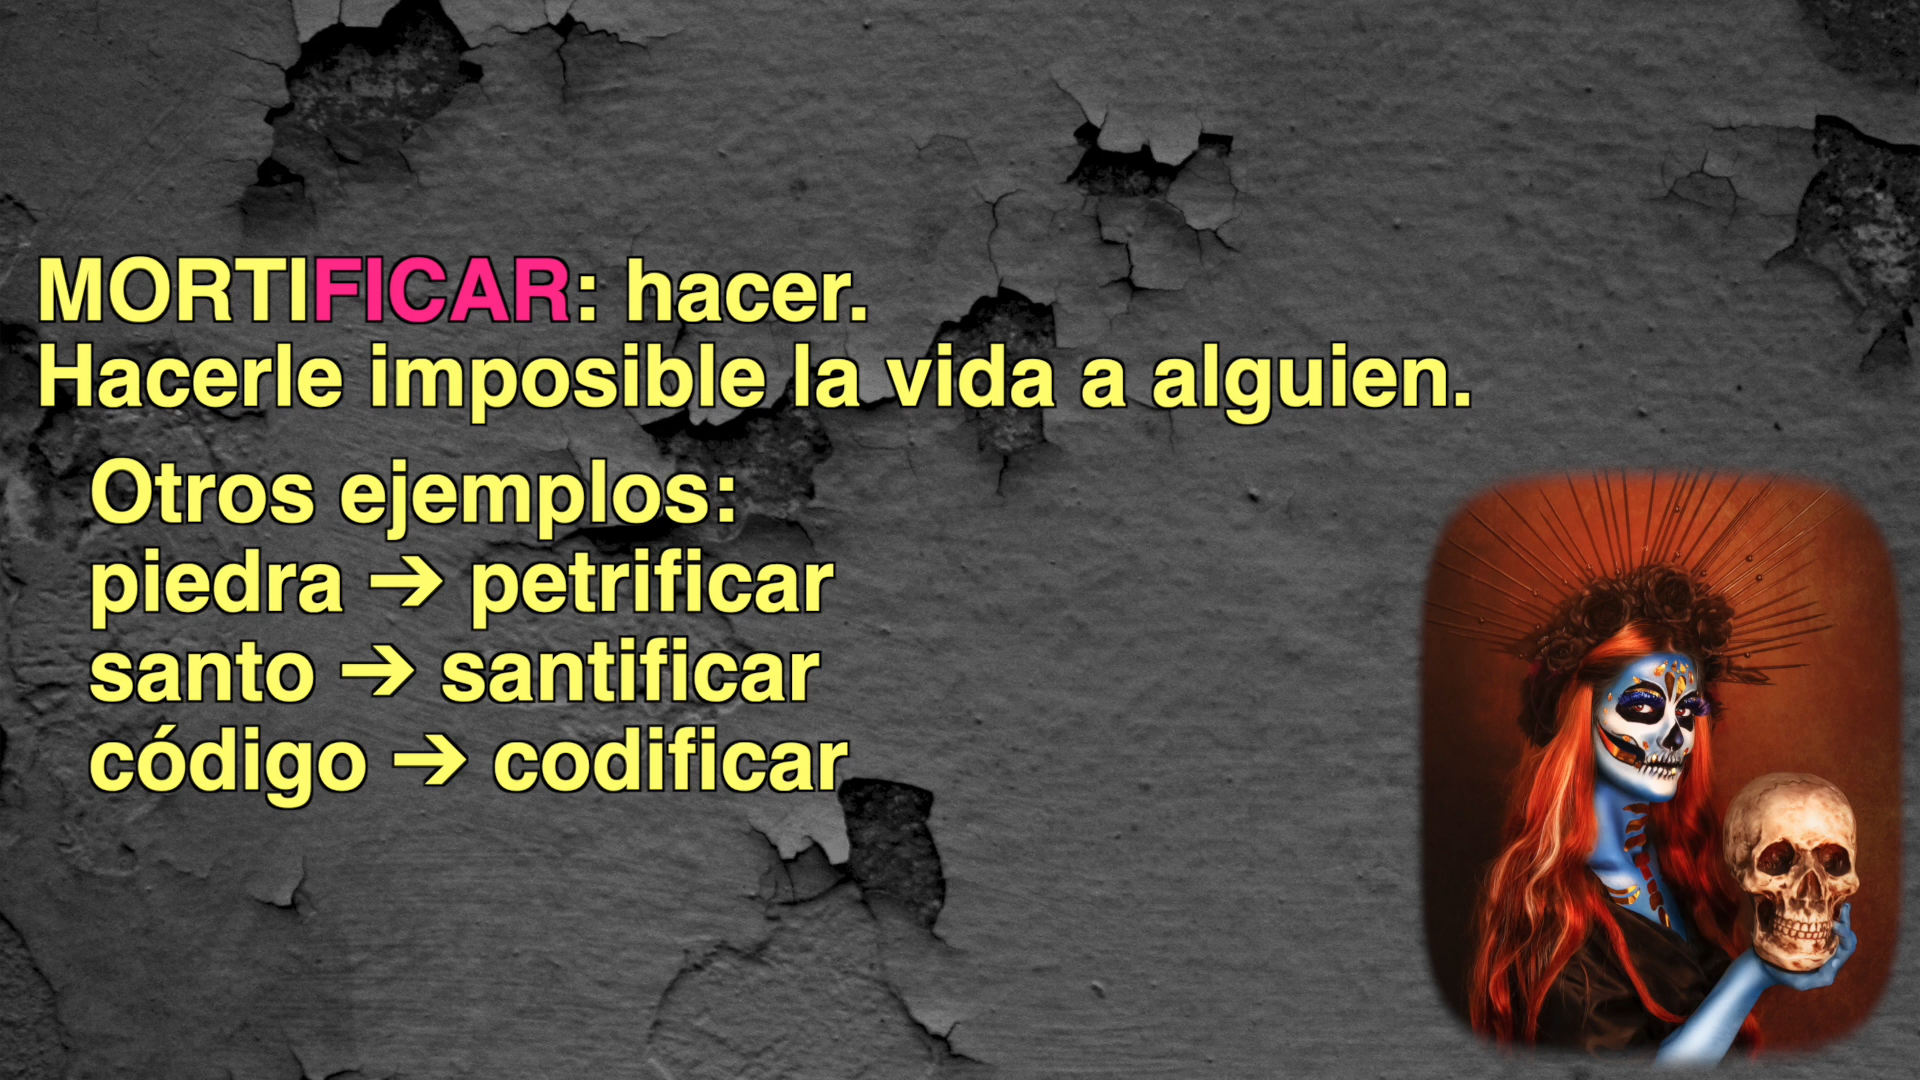 MORTIFICAR: hacer.
Hacerle imposible la vida a alguien.
Otros ejemplos:
piedra → petrificar
santo → santificar
código → codificar